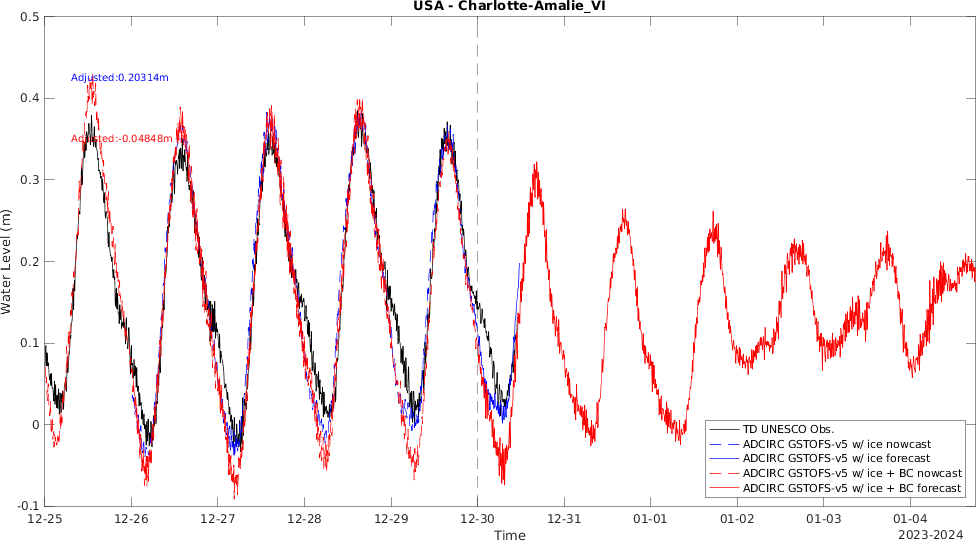 USA - Charlotte-Amalie_VI
0.5
0.4
0.3
0.2
0.1
0
-0.1
Water Level (m)
Adjusted:0.20314m
Adjusted:-0.04848m
TD UNESCO Obs.
ADCIRC GSTOFS-v5 w/ ice nowcast
ADCIRC GSTOFS-v5 w/ ice forecast
ADCIRC GSTOFS-v5 w/ ice + BC nowcast
ADCIRC GSTOFS-v5 w/ ice + BC forecast
12-25 12-26 12-27 12-28 12-29 12-30 12-31 01-01 01-02 01-03 01-04
Time
2023-2024